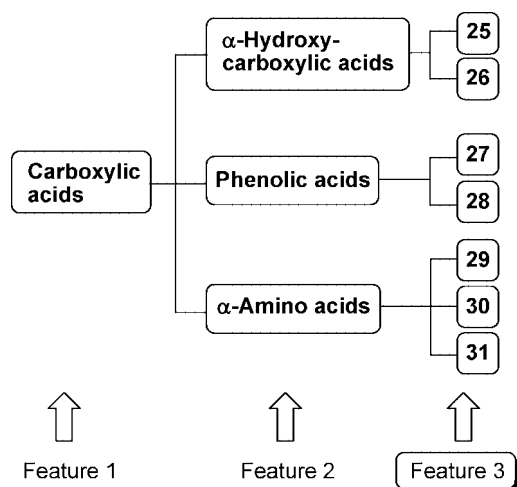 α-Hydroxy-
carboxylic acids
25
26
Carboxylic
acids
Phenolic acids
27
28
α-Amino acids
29
30
31
Feature 1
Feature 2
Feature 3